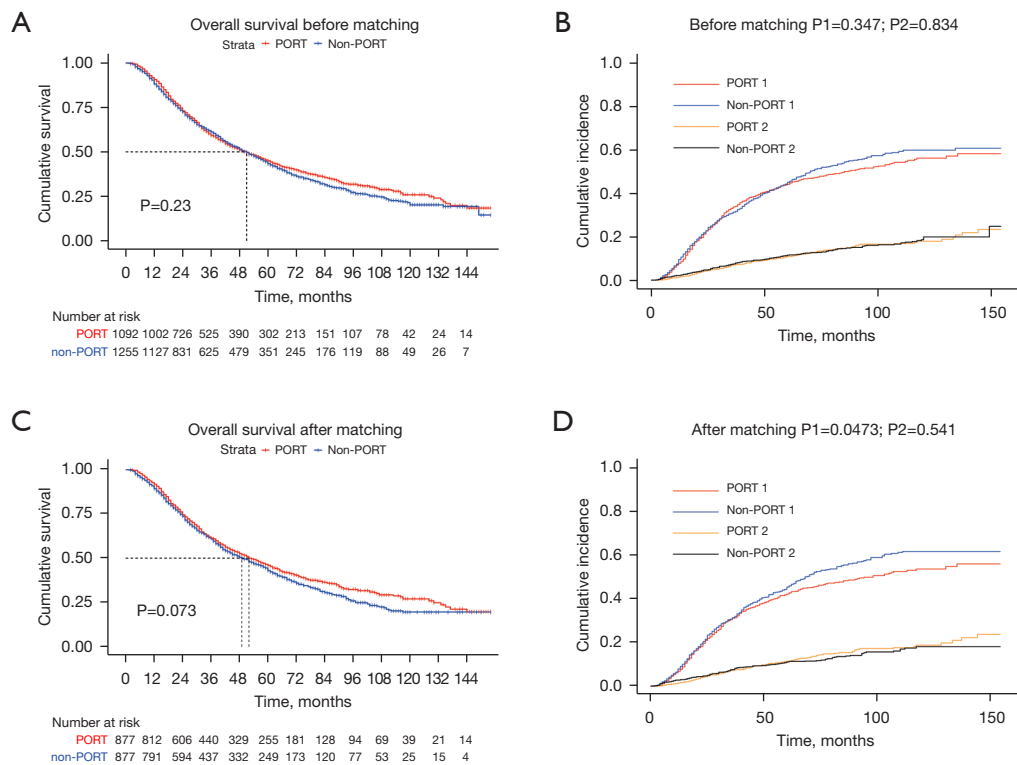 A
Overall survival before matching
Strata PORT Non-PORT
1.00
0.75
0.50
0.25
0.00
Cumulative survival
P=0.23
0 12 24 36 48 60 72 84 96 108 120 132 144
Time, months
Number at risk
PORT 1092 1002 726 525 390 302 213 151 107 78 42 24 14
non-PORT 1255 1127 831 625 479 351 245 176 119 88 49 26 7
B
Before matching P1=0.347; P2=0.834
1.0
0.8
0.6
0.4
0.2
0.0
Cumulative incidence
PORT 1
Non-PORT 1
PORT 2
Non-PORT 2
0 50 100 150
Time, months
C
Overall survival after matching
Strata PORT Non-PORT
1.00
0.75
0.50
0.25
0.00
Cumulative survival
P=0.073
0 12 24 36 48 60 72 84 96 108 120 132 144
Time, months
Number at risk
PORT 877 812 606 440 329 255 181 128 94 69 39 21 14
non-PORT 877 791 594 437 332 249 173 120 77 53 25 15 4
D
After matching P1=0.0473; P2=0.541
1.0
0.8
0.6
0.4
0.2
0.0
Cumulative incidence
PORT 1
Non-PORT 1
PORT 2
Non-PORT 2
0 50 100 150
Time, months